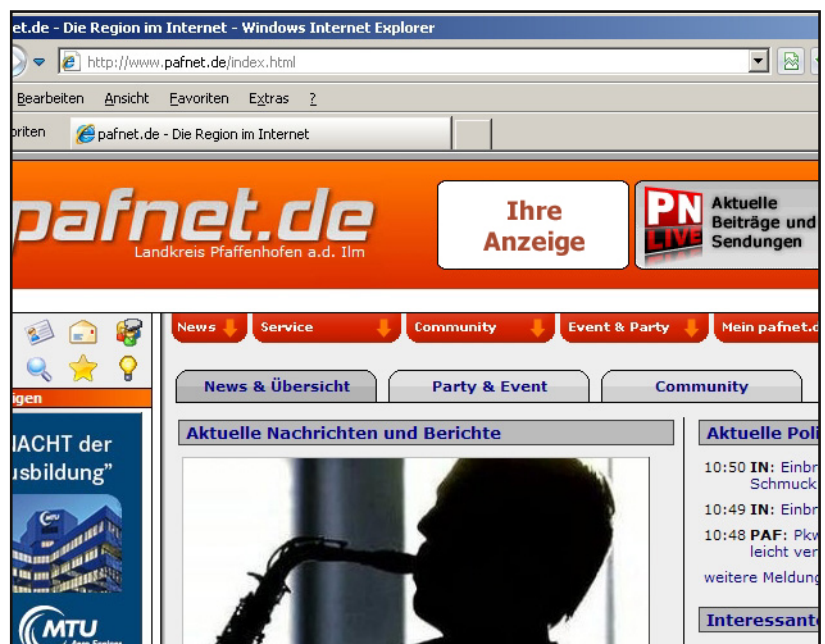 et.de - Die Region im Internet - Windows Internet Explorer
http://www.pafnet.de/index.html
Bearbeiten Ansicht Favoriten Extras ?
oriten pafnet.de - Die Region im Internet
pafnet.de
Landkreis Pfaffenhofen a.d. Ilm
Ihre
Anzeige
PN
LIVE
Aktuelle
Beiträge und
Sendungen
News Service Community Event & Party Mein pafnet.d
News & Übersicht Party & Event Community
igen
NACHT der
usbildung”
MTU
MTU
Aero Engines
Aktuelle Nachrichten und Berichte
Aktuelle Poli
10:50 IN: Einbr
Schmuck
10:49 IN: Einbr
10:48 PAF: Pkw
leicht ver
weitere Meldung
Interessante